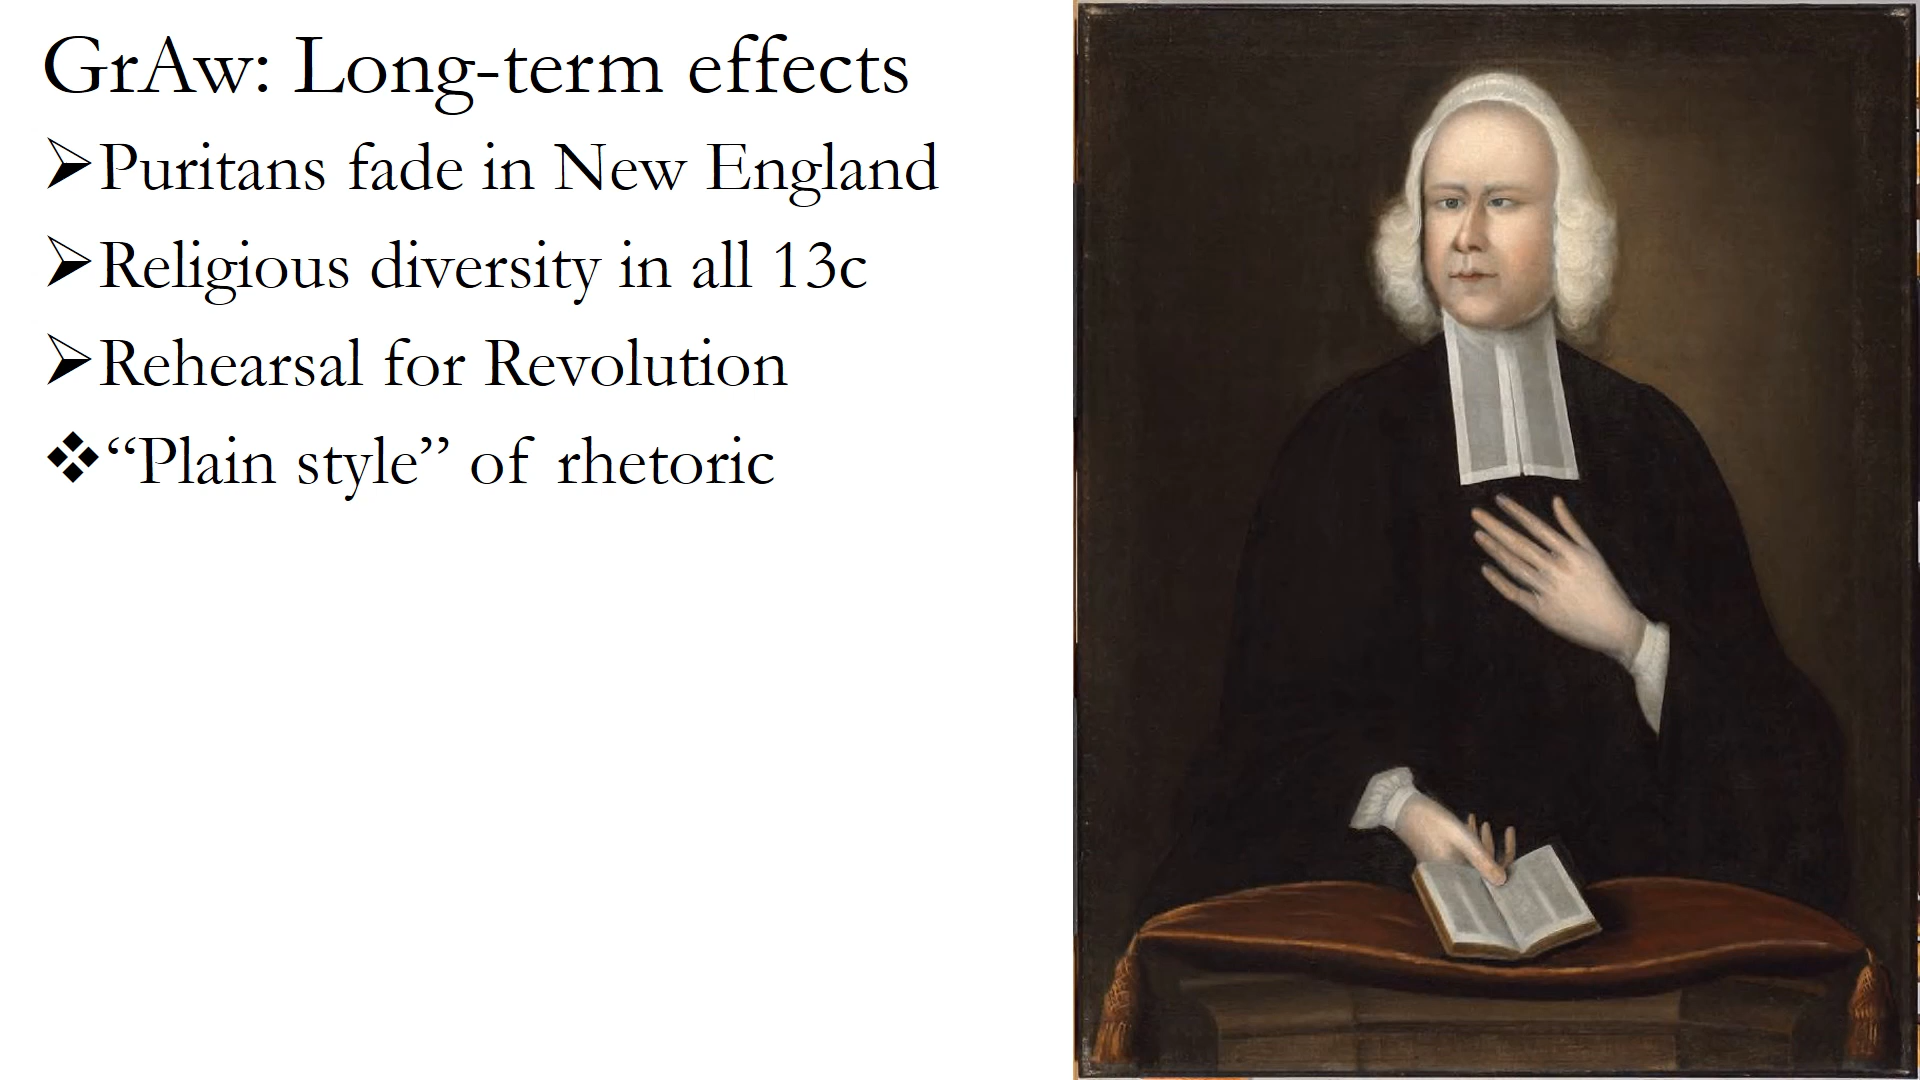 GrAw: Long-term effects
➢Puritans fade in New England
➢Religious diversity in all 13c
➢Rehearsal for Revolution
❖“Plain style” of rhetoric